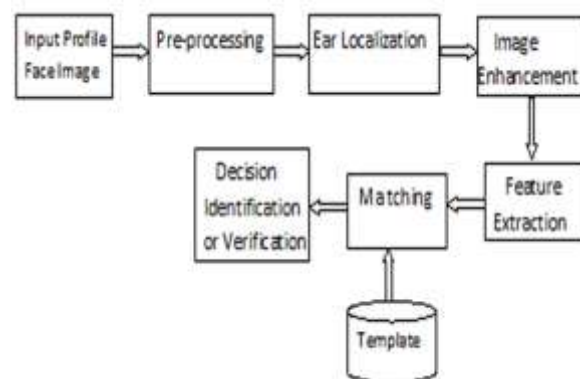 Input Profile
Face Image
Pre-processing
Ear Localization
Image
Enhancement
Feature
Extraction
Matching
Decision
Identification
or Verification
Template